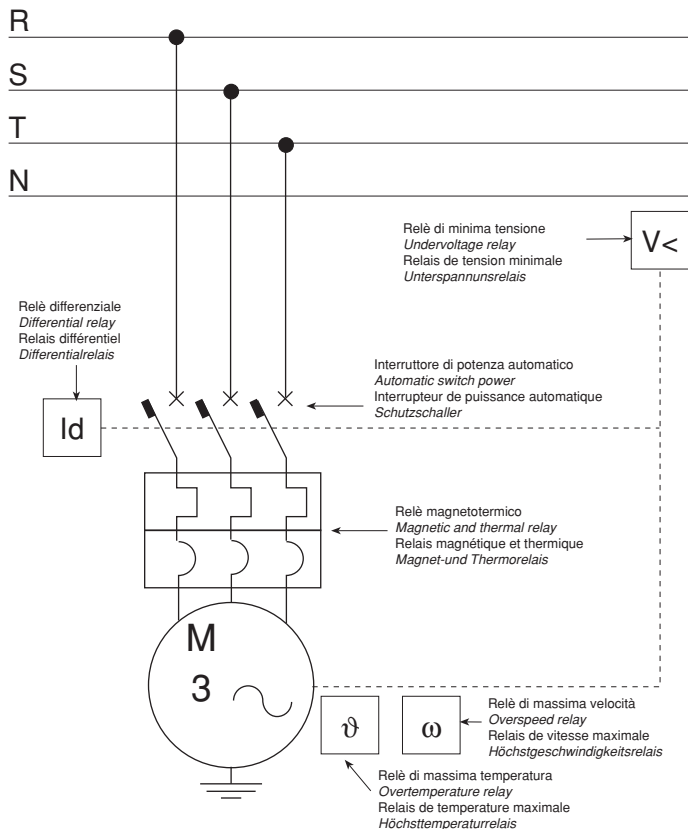 R
S
T
N
Relè di minima tensione
Undervoltage relay
Relais de tension minimale
Unterspannunsrelais
V<
Relè differenziale
Differential relay
Relais différentiel
Differentialrelais
Id
Interruttore di potenza automatico
Automatic switch power
Interrupteur de puissance automatique
Schutzschaller
Relè magnetotermico
Magnetic and thermal relay
Relais magnétique et thermique
Magnet-und Thermorelais
M
3
ϑ
ω
Relè di massima velocità
Overspeed relay
Relais de vitesse maximale
Höchstgeschwindigkeitsrelais
Relè di massima temperatura
Overtemperature relay
Relais de temperature maximale
Höchsttemperaturrelais